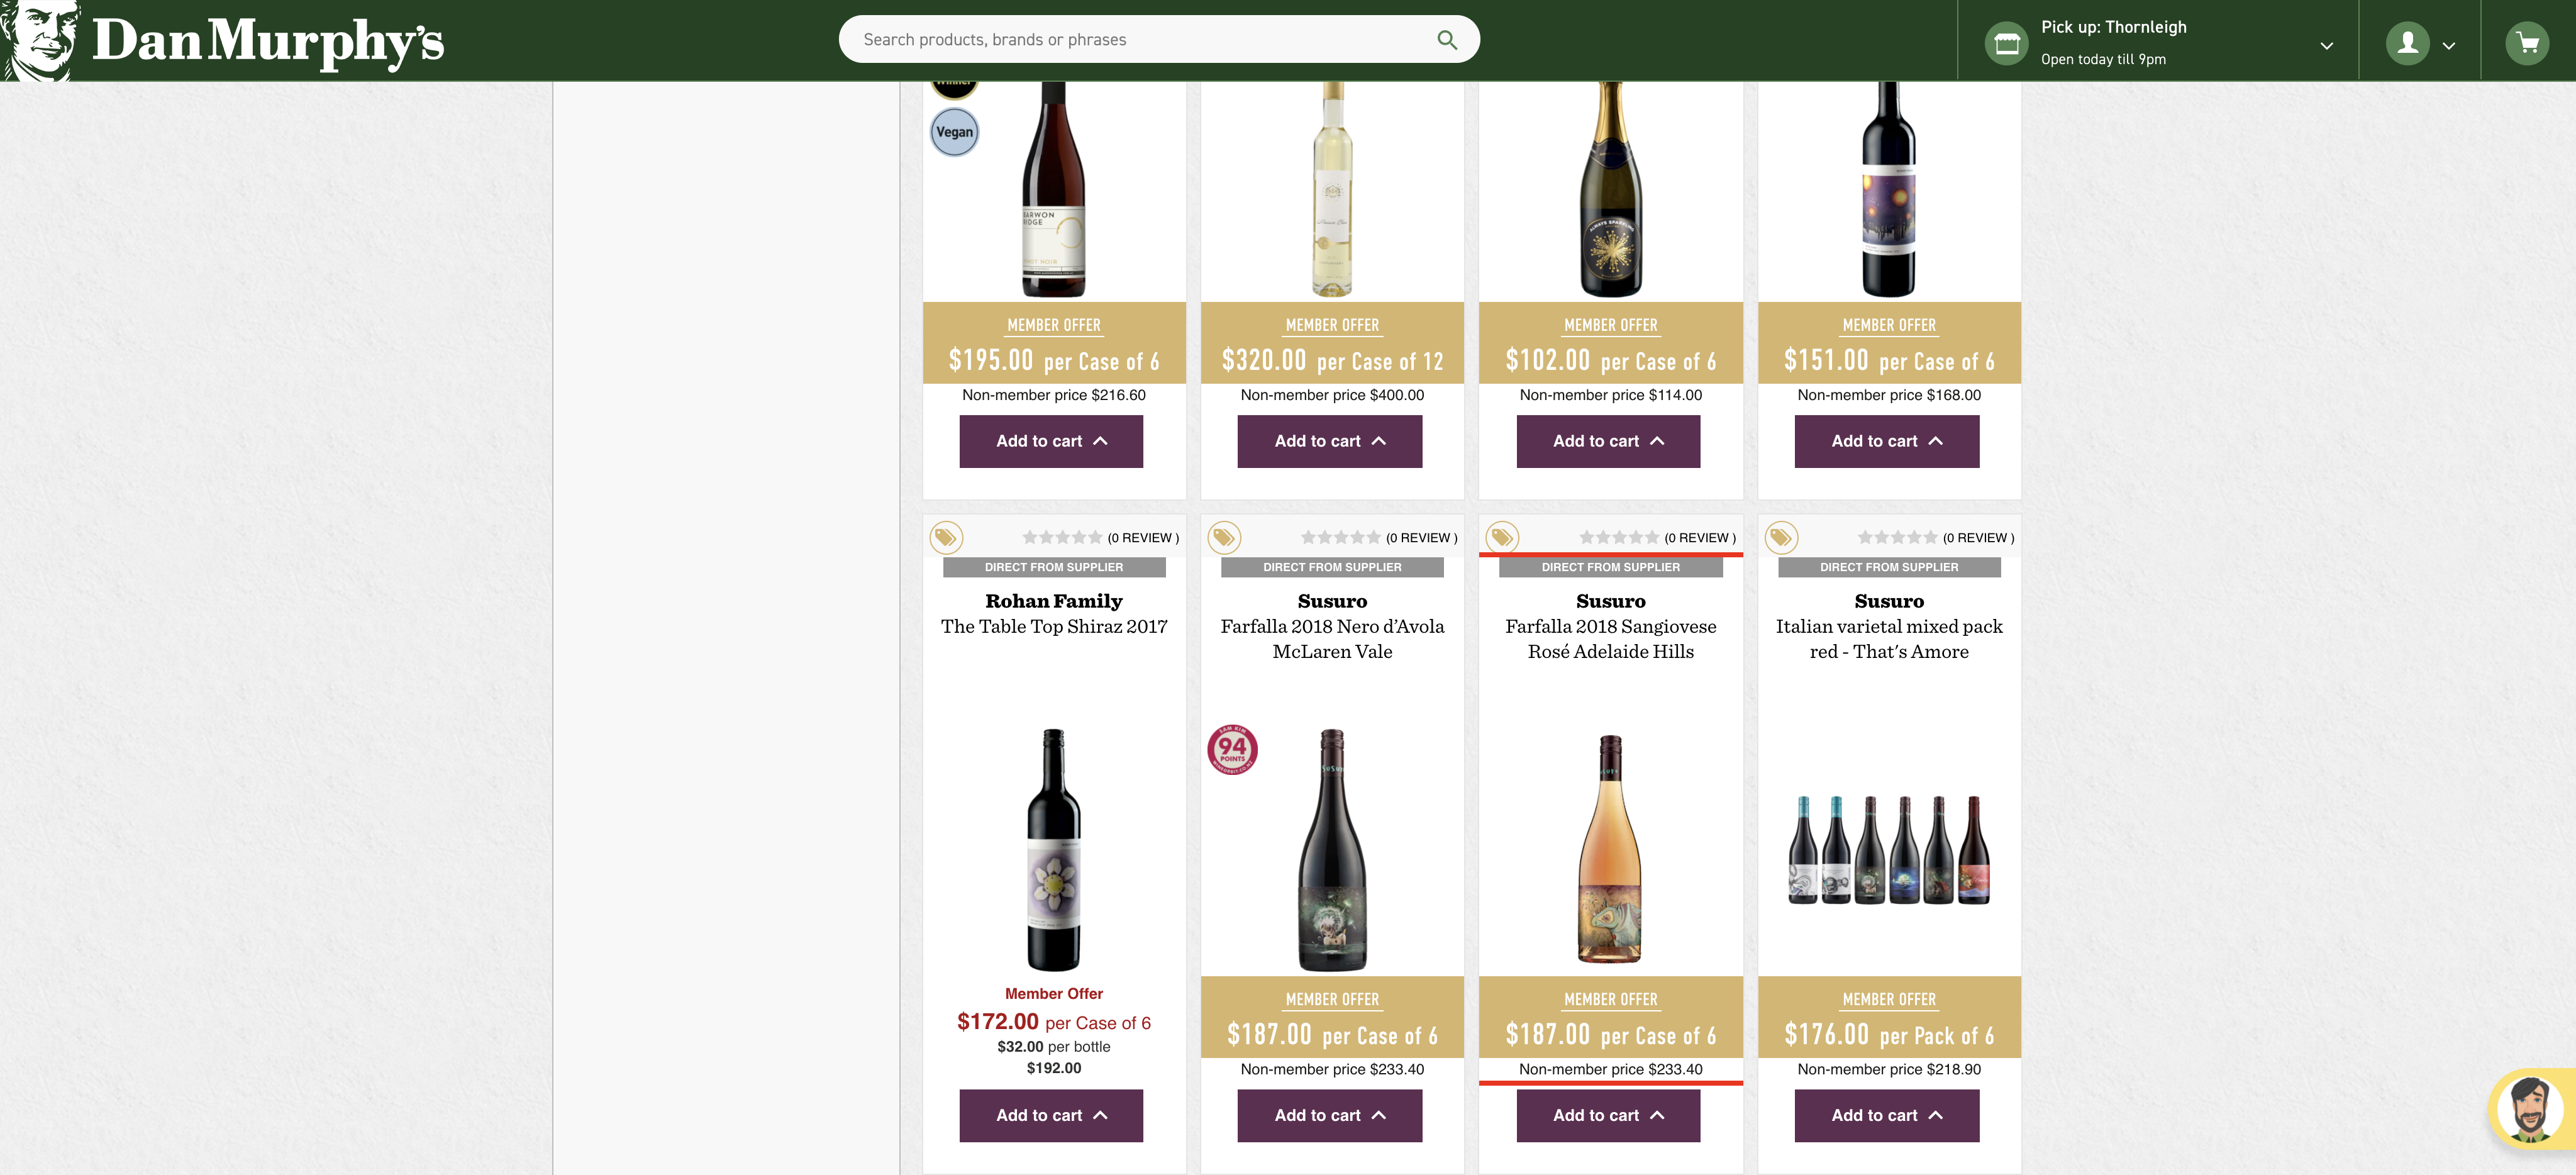 Dan Murphy's
Search products, brands or phrases
Pick up: Thornleigh
Open today till 9pm
Winner
Vegan
BARWON
RIDGE
PINOT NOIR
ALWAYS SPARKLING
MEMBER OFFER
$195.00 per Case of 6
Non-member price $216.60
Add to cart
MEMBER OFFER
$320.00 per Case of 12
Non-member price $400.00
Add to cart
MEMBER OFFER
$102.00 per Case of 6
Non-member price $114.00
Add to cart
MEMBER OFFER
$151.00 per Case of 6
Non-member price $168.00
Add to cart
(0 REVIEW )
DIRECT FROM SUPPLIER
Rohan Family
The Table Top Shiraz 2017
Member Offer
$172.00 per Case of 6
$32.00 per bottle
$192.00
Add to cart
(0 REVIEW )
DIRECT FROM SUPPLIER
Susuro
Farfalla 2018 Nero d’Avola
McLaren Vale
SAM KIM
94
POINTS
SUSURO
MEMBER OFFER
$187.00 per Case of 6
Non-member price $233.40
Add to cart
(0 REVIEW )
DIRECT FROM SUPPLIER
Susuro
Farfalla 2018 Sangiovese
Rosé Adelaide Hills
MEMBER OFFER
$187.00 per Case of 6
Non-member price $233.40
Add to cart
(0 REVIEW )
DIRECT FROM SUPPLIER
Susuro
Italian varietal mixed pack
red - That's Amore
MEMBER OFFER
$176.00 per Pack of 6
Non-member price $218.90
Add to cart